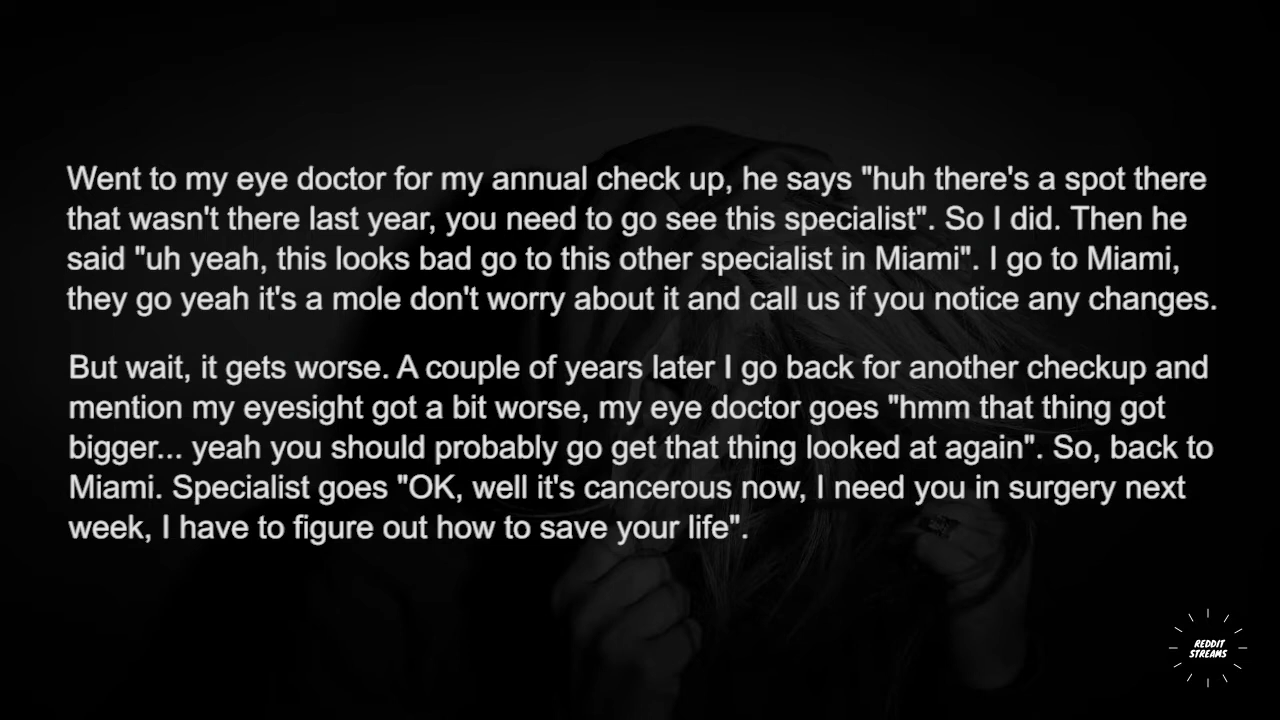 Went to my eye doctor for my annual check up, he says "huh there's a spot there
that wasn't there last year, you need to go see this specialist". So I did. Then he
said "uh yeah, this looks bad go to this other specialist in Miami". I go to Miami,
they go yeah it's a mole don't worry about it and call us if you notice any changes.
But wait, it gets worse. A couple of years later I go back for another checkup and
mention my eyesight got a bit worse, my eye doctor goes "hmm that thing got
bigger... yeah you should probably go get that thing looked at again". So, back to
Miami. Specialist goes "OK, well it's cancerous now, I need you in surgery next
week, I have to figure out how to save your life".
REDDIT
STREAMS